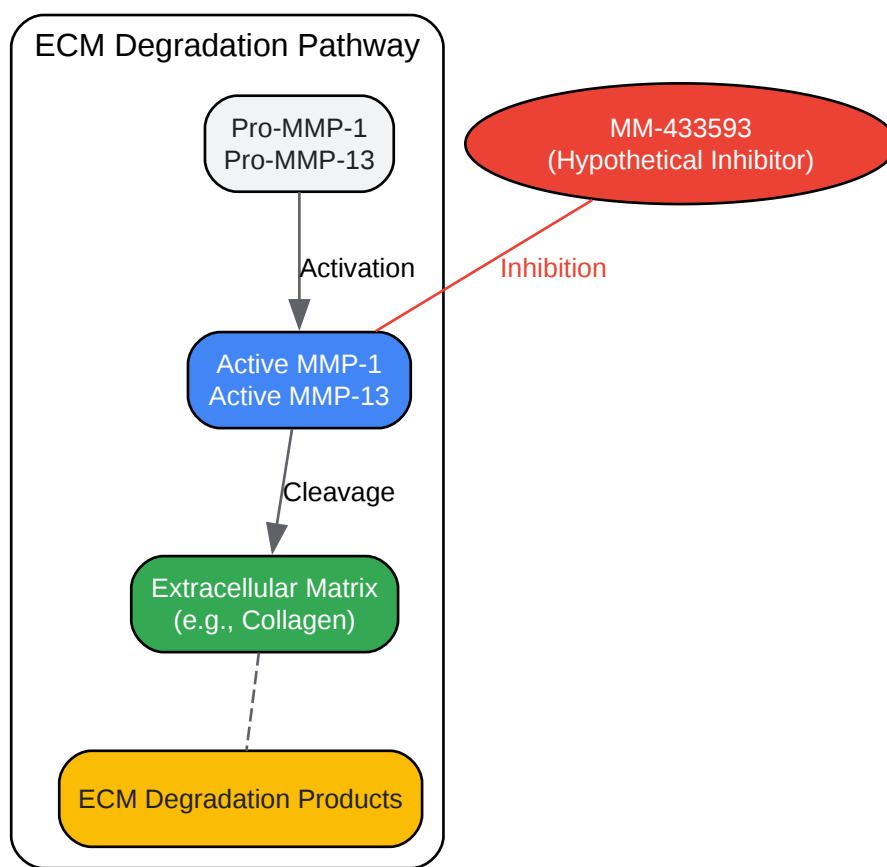 ECM Degradation Pathway
Pro-MMP-1
Pro-MMP-13
MM-433593
(Hypothetical Inhibitor)
Activation
Inhibition
Active MMP-1
Active MMP-13
Cleavage
Extracellular Matrix
(e.g., Collagen)
ECM Degradation Products